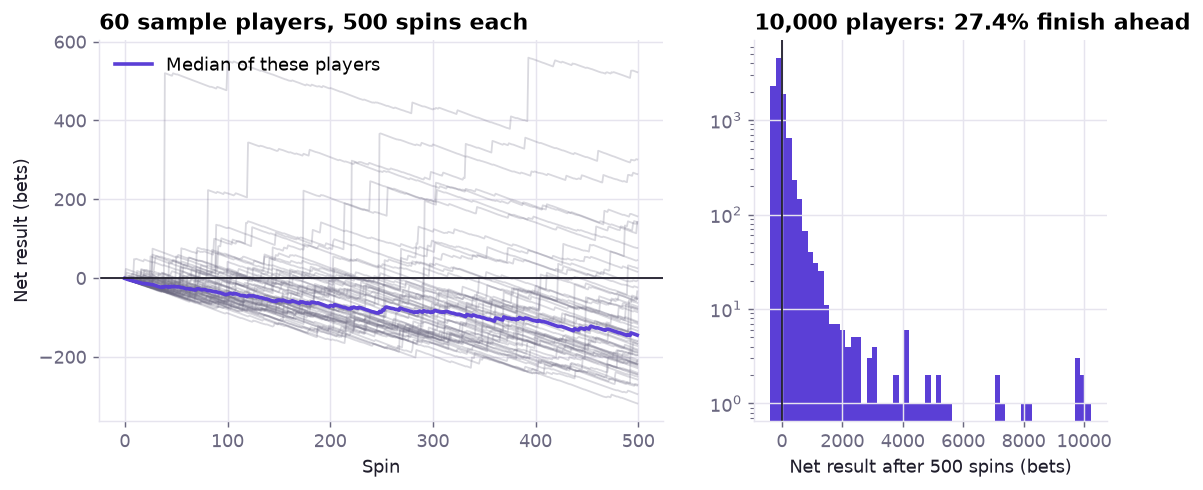 60 sample players, 500 spins each
600
400
200
0
−200
Net result (bets)
Median of these players
0 100 200 300 400 500
Spin
10,000 players: 27.4% finish ahead
10³
10²
10¹
10⁰
0 2000 4000 6000 8000 10000
Net result after 500 spins (bets)